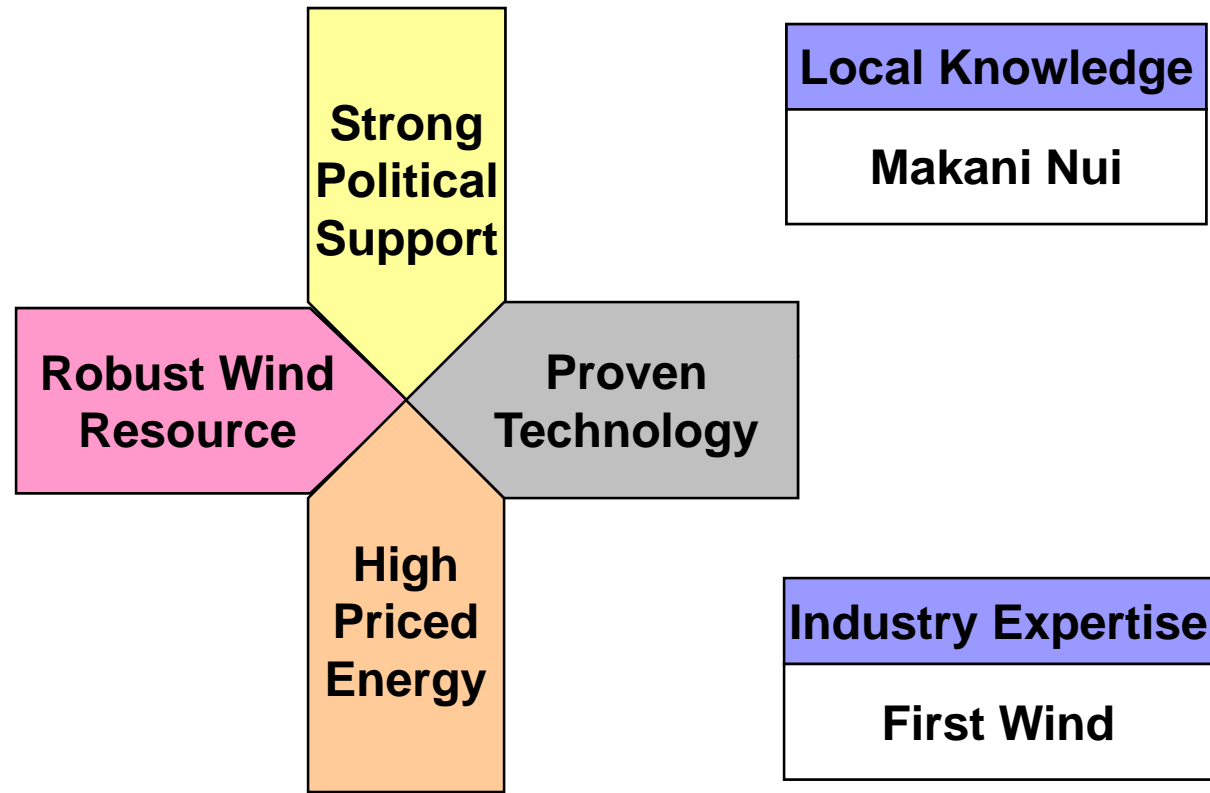 Strong
Political
Support
Robust Wind
Resource
Proven
Technology
High
Priced
Energy
Local Knowledge
Makani Nui
Industry Expertise
First Wind